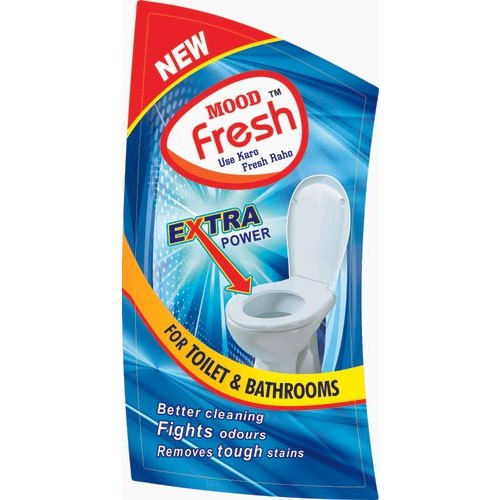 NEW
MOOD TM
Fresh
Use Karo
Fresh Raho
EXTRA
POWER
FOR TOILET & BATHROOMS
Better cleaning
Fights odours
Removes tough stains